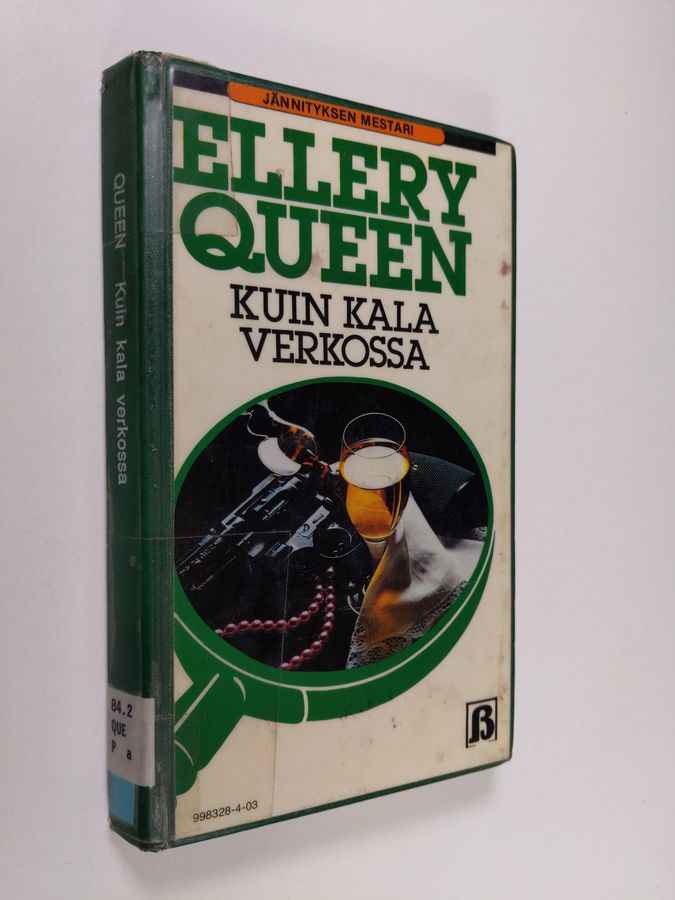 JÄNNITYKSEN MESTARI
ELLERY
QUEEN
KUIN KALA
VERKOSSA
998328-4-03
QUEEN Kuin kala verkossa
84.2
QUE
P a